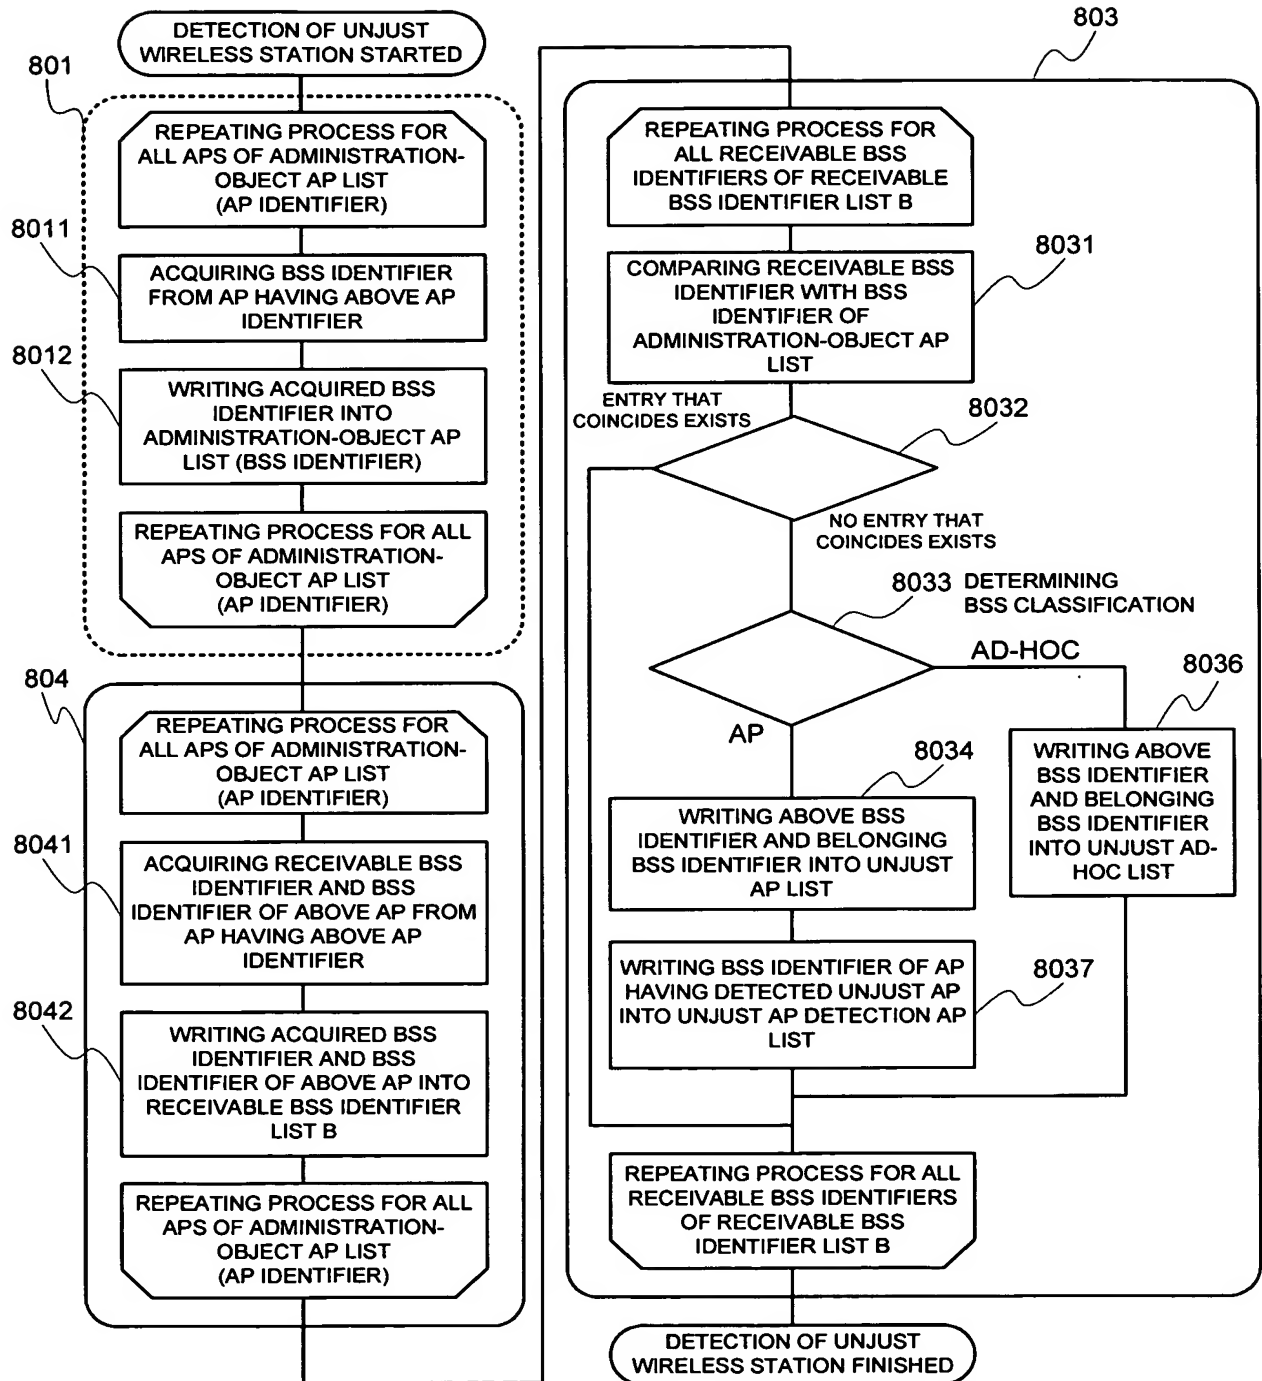 DETECTION OF UNJUST
WIRELESS STATION STARTED
801
REPEATING PROCESS FOR
ALL APS OF ADMINISTRATION-
OBJECT AP LIST
(AP IDENTIFIER)
8011
ACQUIRING BSS IDENTIFIER
FROM AP HAVING ABOVE AP
IDENTIFIER
8012
WRITING ACQUIRED BSS
IDENTIFIER INTO
ADMINISTRATION-OBJECT AP
LIST (BSS IDENTIFIER)
REPEATING PROCESS FOR ALL
APS OF ADMINISTRATION-
OBJECT AP LIST
(AP IDENTIFIER)
804
REPEATING PROCESS FOR
ALL APS OF ADMINISTRATION-
OBJECT AP LIST
(AP IDENTIFIER)
8041
ACQUIRING RECEIVABLE BSS
IDENTIFIER AND BSS
IDENTIFIER OF ABOVE AP FROM
AP HAVING ABOVE AP
IDENTIFIER
8042
WRITING ACQUIRED BSS
IDENTIFIER AND BSS
IDENTIFIER OF ABOVE AP INTO
RECEIVABLE BSS IDENTIFIER
LIST B
REPEATING PROCESS FOR ALL
APS OF ADMINISTRATION-
OBJECT AP LIST
(AP IDENTIFIER)
803
REPEATING PROCESS FOR
ALL RECEIVABLE BSS
IDENTIFIERS OF RECEIVABLE
BSS IDENTIFIER LIST B
8031
COMPARING RECEIVABLE BSS
IDENTIFIER WITH BSS
IDENTIFIER OF
ADMINISTRATION-OBJECT AP
LIST
ENTRY THAT
COINCIDES EXISTS
8032
NO ENTRY THAT
COINCIDES EXISTS
8033 DETERMINING
BSS CLASSIFICATION
AD-HOC
AP
8036
WRITING ABOVE
BSS IDENTIFIER
AND BELONGING
BSS IDENTIFIER
INTO UNJUST AD-
HOC LIST
8034
WRITING ABOVE BSS
IDENTIFIER AND BELONGING
BSS IDENTIFIER INTO UNJUST
AP LIST
8037
WRITING BSS IDENTIFIER OF AP
HAVING DETECTED UNJUST AP
INTO UNJUST AP DETECTION AP
LIST
REPEATING PROCESS FOR ALL
RECEIVABLE BSS IDENTIFIERS
OF RECEIVABLE BSS
IDENTIFIER LIST B
DETECTION OF UNJUST
WIRELESS STATION FINISHED